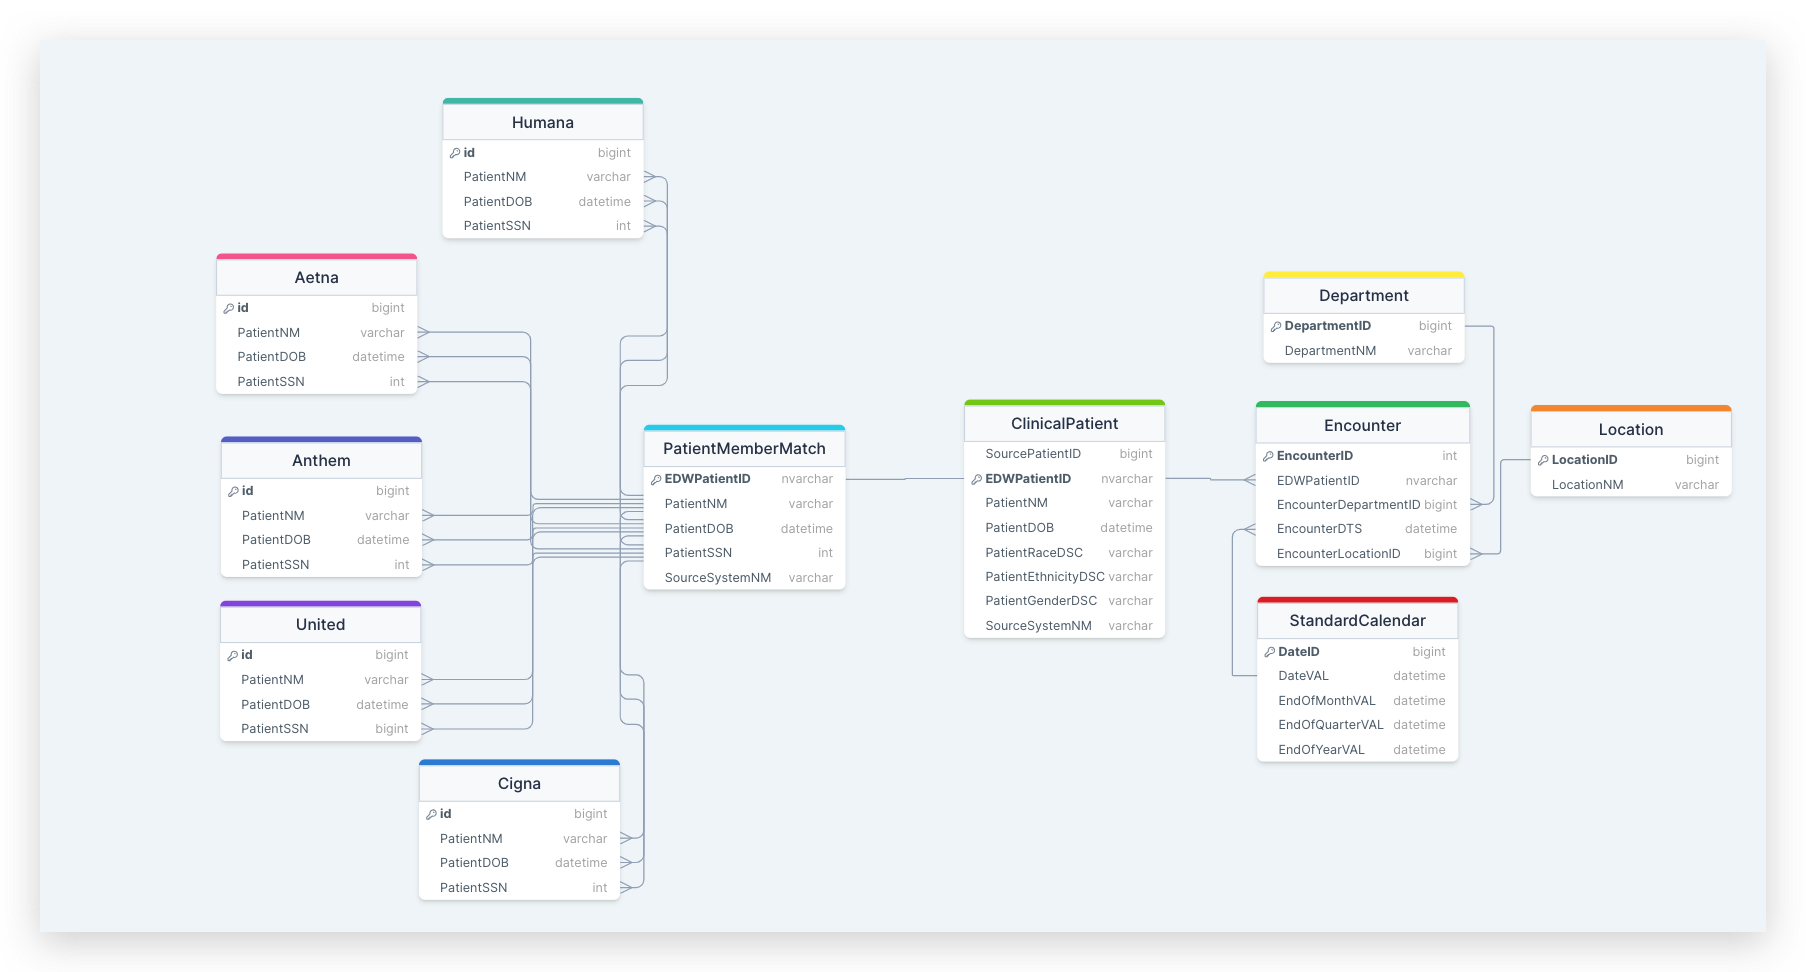 Humana
id bigint
PatientNM varchar
PatientDOB datetime
PatientSSN int
Aetna
id bigint
PatientNM varchar
PatientDOB datetime
PatientSSN int
Anthem
id bigint
PatientNM varchar
PatientDOB datetime
PatientSSN int
United
id bigint
PatientNM varchar
PatientDOB datetime
PatientSSN bigint
Cigna
id bigint
PatientNM varchar
PatientDOB datetime
PatientSSN int
PatientMemberMatch
EDWPatientID nvarchar
PatientNM varchar
PatientDOB datetime
PatientSSN int
SourceSystemNM varchar
ClinicalPatient
SourcePatientID bigint
EDWPatientID nvarchar
PatientNM varchar
PatientDOB datetime
PatientRaceDSC varchar
PatientEthnicityDSC varchar
PatientGenderDSC varchar
SourceSystemNM varchar
Department
DepartmentID bigint
DepartmentNM varchar
Encounter
EncounterID int
EDWPatientID nvarchar
EncounterDepartmentID bigint
EncounterDTS datetime
EncounterLocationID bigint
Location
LocationID bigint
LocationNM varchar
StandardCalendar
DateID bigint
DateVAL datetime
EndOfMonthVAL datetime
EndOfQuarterVAL datetime
EndOfYearVAL datetime